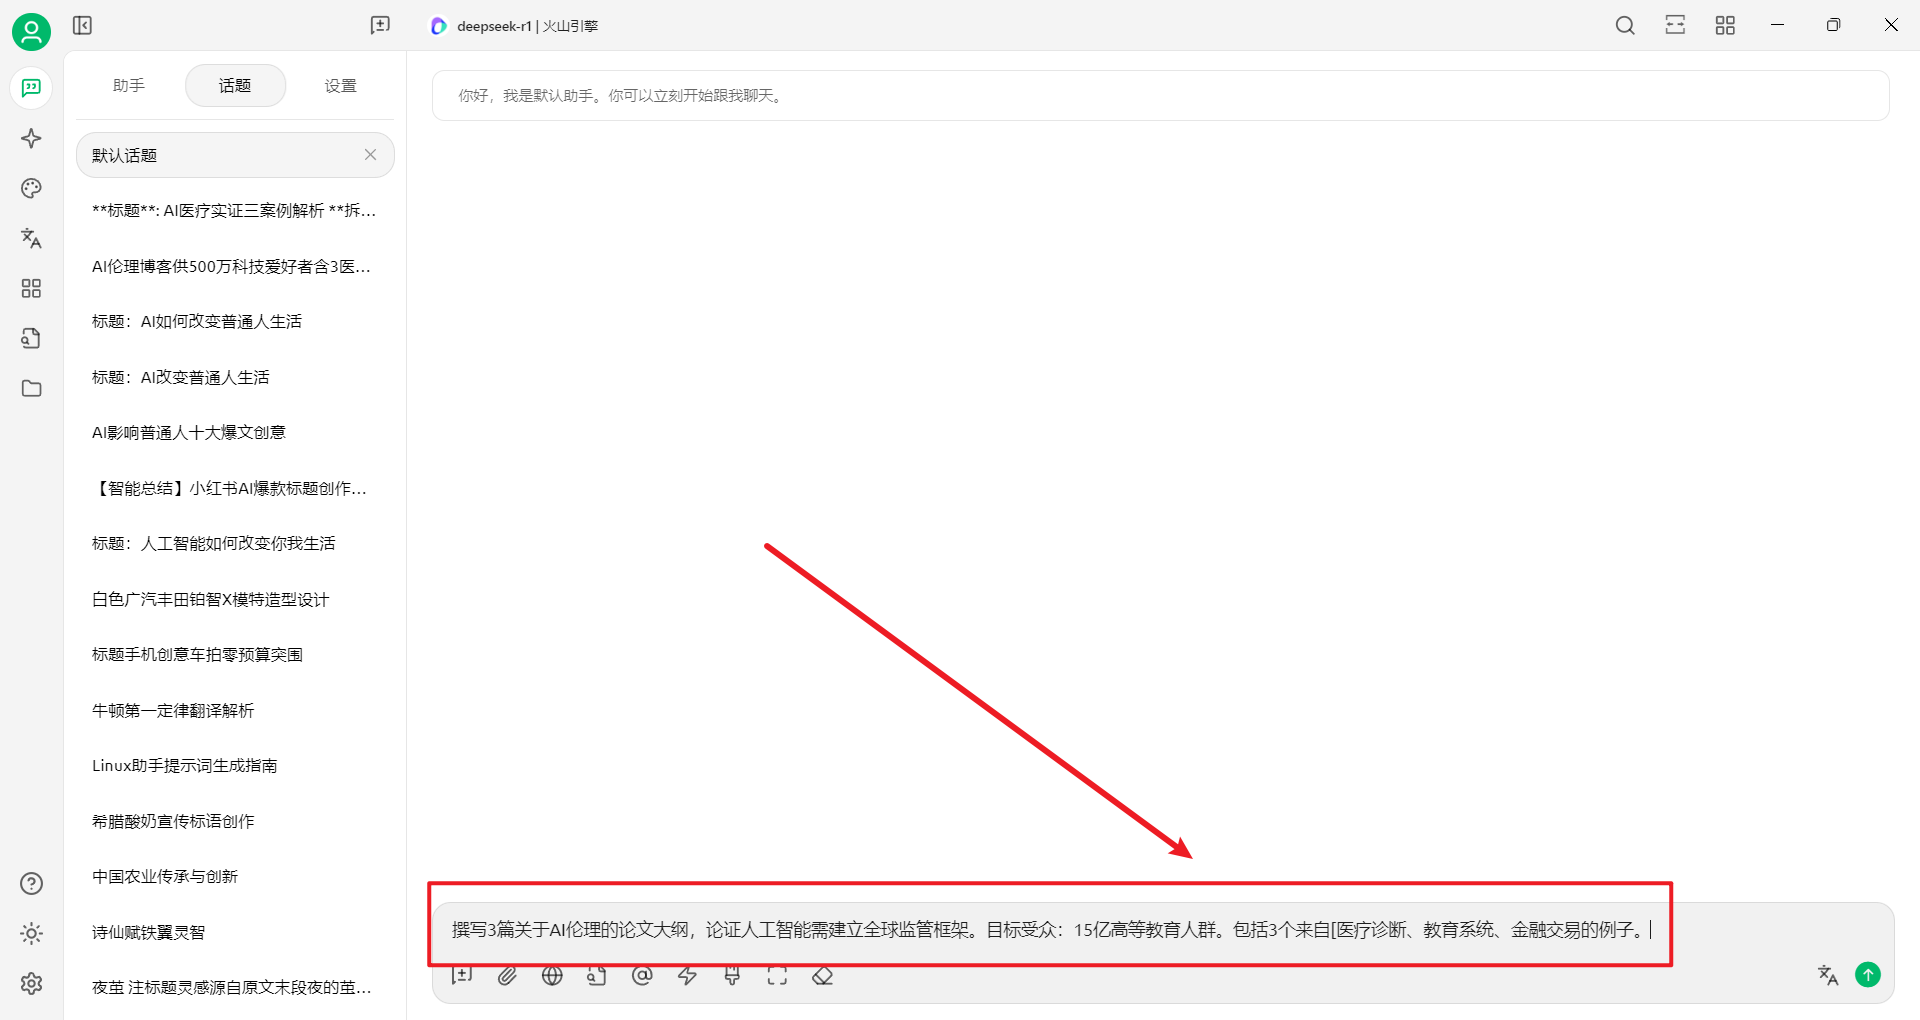 deepseek-r1 | 火山引擎
助手
话题
设置
默认话题
**标题**: AI医疗实证三案例解析 **拆...
AI伦理博客供500万科技爱好者含3医...
标题：AI如何改变普通人生活
标题：AI改变普通人生活
AI影响普通人十大爆文创意
【智能总结】小红书AI爆款标题创作...
标题：人工智能如何改变你我生活
白色广汽丰田铂智X模特造型设计
标题手机创意车拍零预算突围
牛顿第一定律翻译解析
Linux助手提示词生成指南
希腊酸奶宣传标语创作
中国农业传承与创新
诗仙赋铁翼灵智
夜茧 注标题灵感源自原文末段夜的茧...
你好，我是默认助手。你可以立刻开始跟我聊天。
撰写3篇关于AI伦理的论文大纲，论证人工智能需建立全球监管框架。目标受众：15亿高等教育人群。包括3个来自[医疗诊断、教育系统、金融交易的例子。